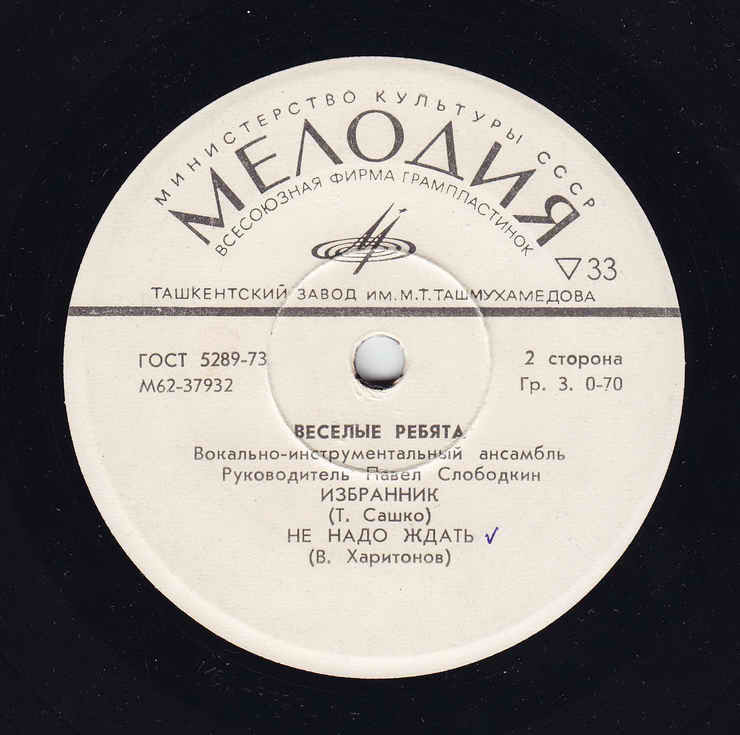 МИНИСТЕРСТВО КУЛЬТУРЫ СССР
МЕЛОДИЯ
ВСЕСОЮЗНАЯ ФИРМА ГРАМПЛАСТИНОК
▽33
ТАШКЕНТСКИЙ ЗАВОД ИМ.М.Т.ТАШМУХАМЕДОВА
ГОСТ 5289-73
М62-37932
2 сторона
Гр. 3. 0-70
ВЕСЕЛЫЕ РЕБЯТА
Вокально-инструментальный ансамбль
Руководитель Павел Слободкин
ИЗБРАННИК
(Т. Сашко)
НЕ НАДО ЖДАТЬ ✓
(В. Харитонов)